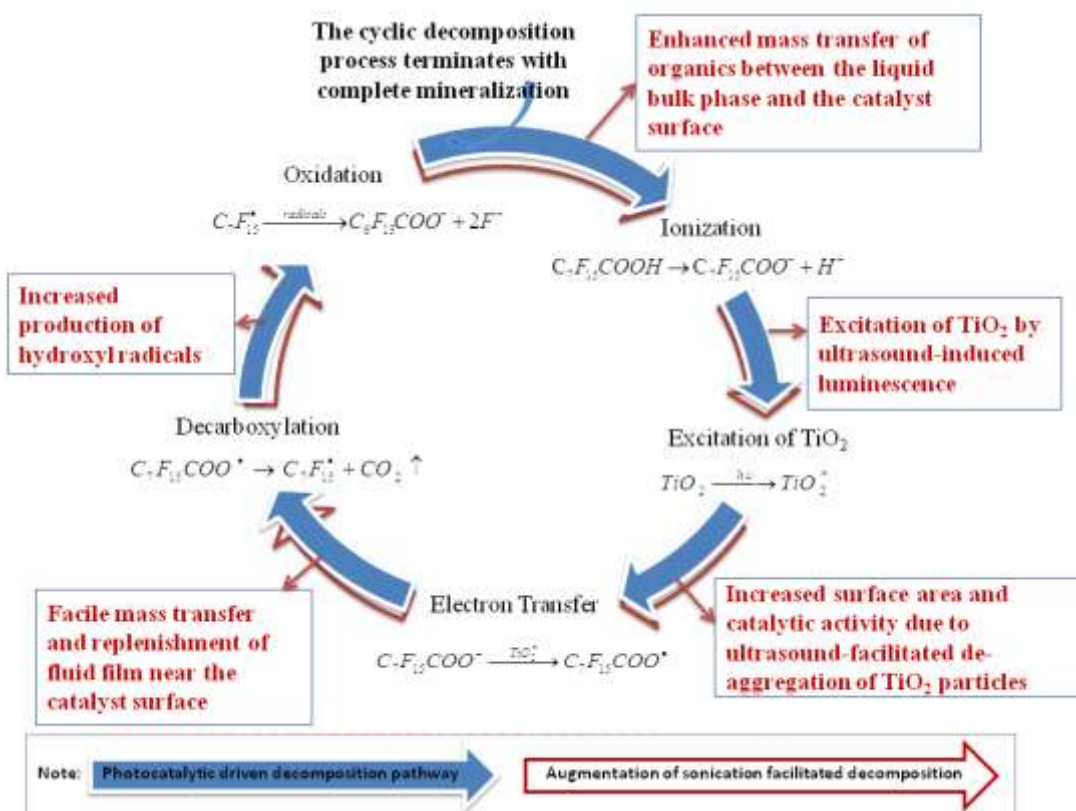 The cyclic decomposition
process terminates with
complete mineralization
Enhanced mass transfer of
organics between the liquid
bulk phase and the catalyst
surface
Oxidation
C₇F₁₅• —radicals→ C₆F₁₅COO⁻ + 2F⁻
Ionization
C₇F₁₅COOH → C₇F₁₅COO⁻ + H⁺
Increased
production of
hydroxyl radicals
Excitation of TiO₂ by
ultrasound-induced
luminescence
Decarboxylation
C₇F₁₅COO• → C₇F₁₅• + CO₂ ↑
Excitation of TiO₂
TiO₂ —hυ→ TiO₂⁺
Facile mass transfer
and replenishment of
fluid film near the
catalyst surface
Electron Transfer
C₇F₁₅COO⁻ —TiO₂⁺→ C₇F₁₅COO•
Increased surface area and
catalytic activity due to
ultrasound-facilitated de-
aggregation of TiO₂ particles
Note: Photocatalytic driven decomposition pathway Augmentation of sonication facilitated decomposition